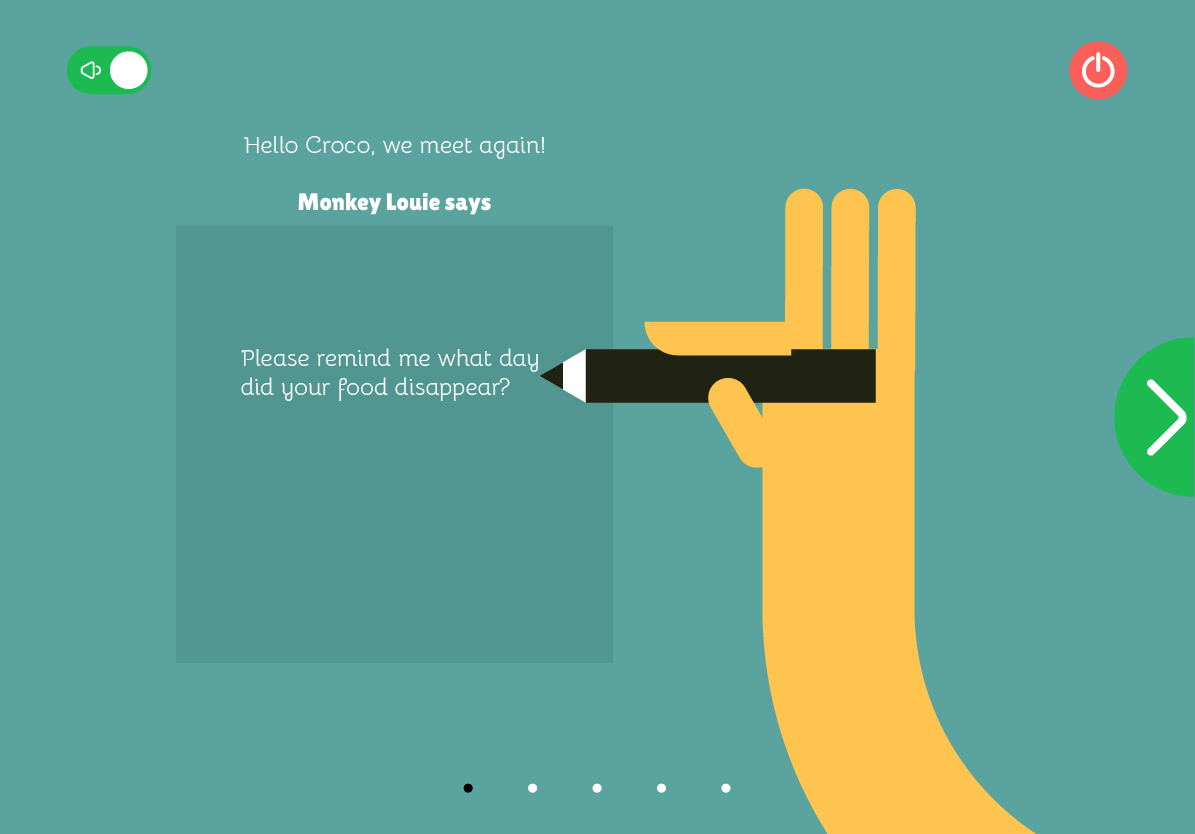 Hello Croco, we meet again!
Monkey Louie says
Please remind me what day
did your food disappear?